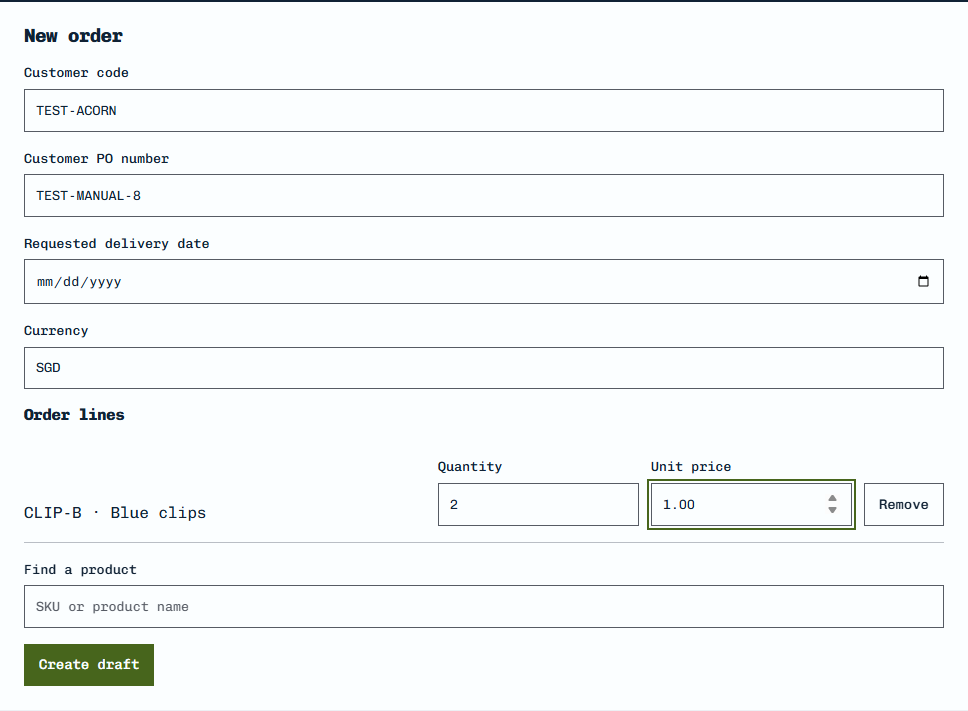 New order
Customer code
TEST-ACORN
Customer PO number
TEST-MANUAL-8
Requested delivery date
mm/dd/yyyy
Currency
SGD
Order lines
Quantity Unit price
CLIP-B · Blue clips 2 1.00 Remove
Find a product
SKU or product name
Create draft